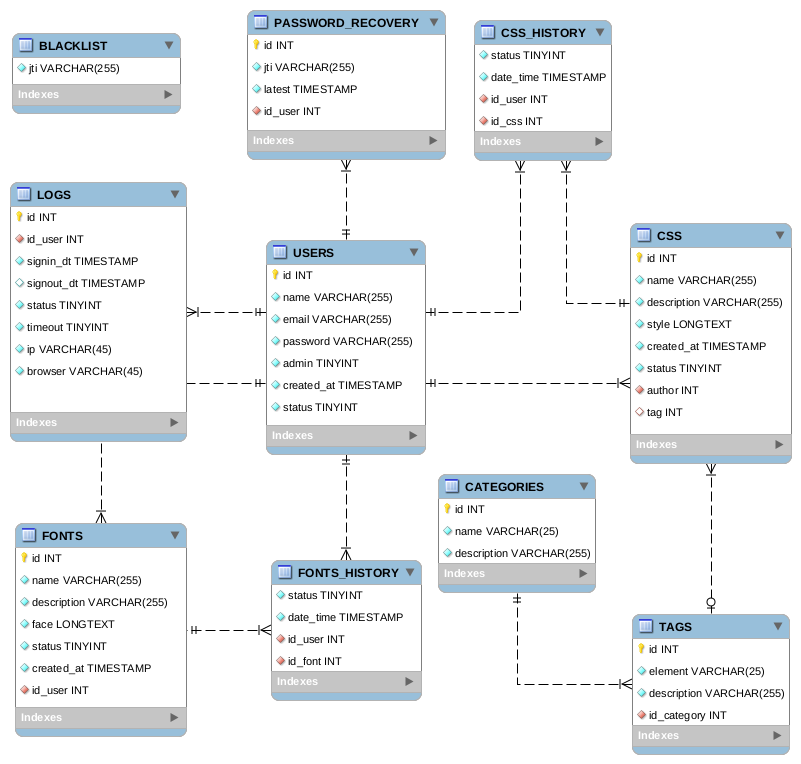 BLACKLIST
jti VARCHAR(255)
Indexes
PASSWORD_RECOVERY
id INT
jti VARCHAR(255)
latest TIMESTAMP
id_user INT
Indexes
CSS_HISTORY
status TINYINT
date_time TIMESTAMP
id_user INT
id_css INT
Indexes
LOGS
id INT
id_user INT
signin_dt TIMESTAMP
signout_dt TIMESTAMP
status TINYINT
timeout TINYINT
ip VARCHAR(45)
browser VARCHAR(45)
Indexes
USERS
id INT
name VARCHAR(255)
email VARCHAR(255)
password VARCHAR(255)
admin TINYINT
created_at TIMESTAMP
status TINYINT
Indexes
CSS
id INT
name VARCHAR(255)
description VARCHAR(255)
style LONGTEXT
created_at TIMESTAMP
status TINYINT
author INT
tag INT
Indexes
FONTS
id INT
name VARCHAR(255)
description VARCHAR(255)
face LONGTEXT
status TINYINT
created_at TIMESTAMP
id_user INT
Indexes
FONTS_HISTORY
status TINYINT
date_time TIMESTAMP
id_user INT
id_font INT
Indexes
CATEGORIES
id INT
name VARCHAR(25)
description VARCHAR(255)
Indexes
TAGS
id INT
element VARCHAR(25)
description VARCHAR(255)
id_category INT
Indexes